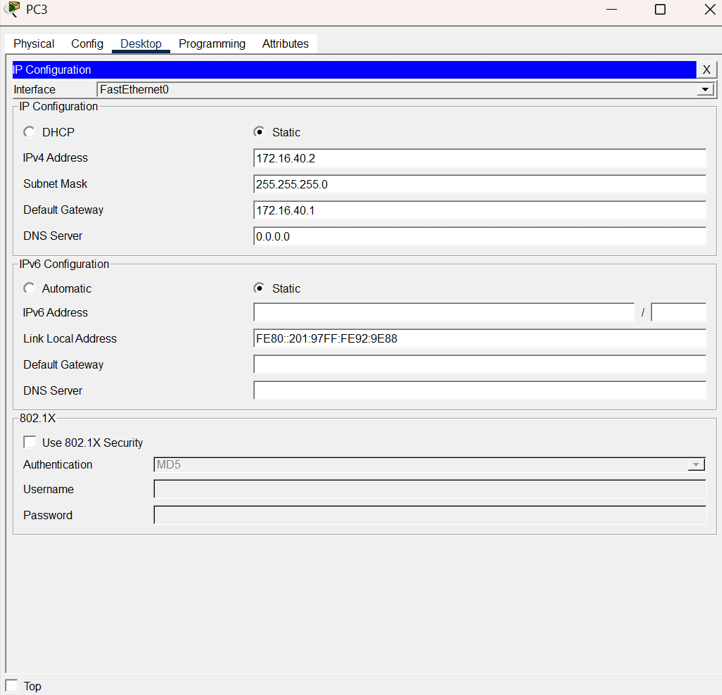 PC3
Physical Config Desktop Programming Attributes
IP Configuration X
Interface FastEthernet0
IP Configuration
DHCP Static
IPv4 Address 172.16.40.2
Subnet Mask 255.255.255.0
Default Gateway 172.16.40.1
DNS Server 0.0.0.0
IPv6 Configuration
Automatic Static
IPv6 Address /
Link Local Address FE80::201:97FF:FE92:9E88
Default Gateway
DNS Server
802.1X
Use 802.1X Security
Authentication MD5
Username
Password
Top